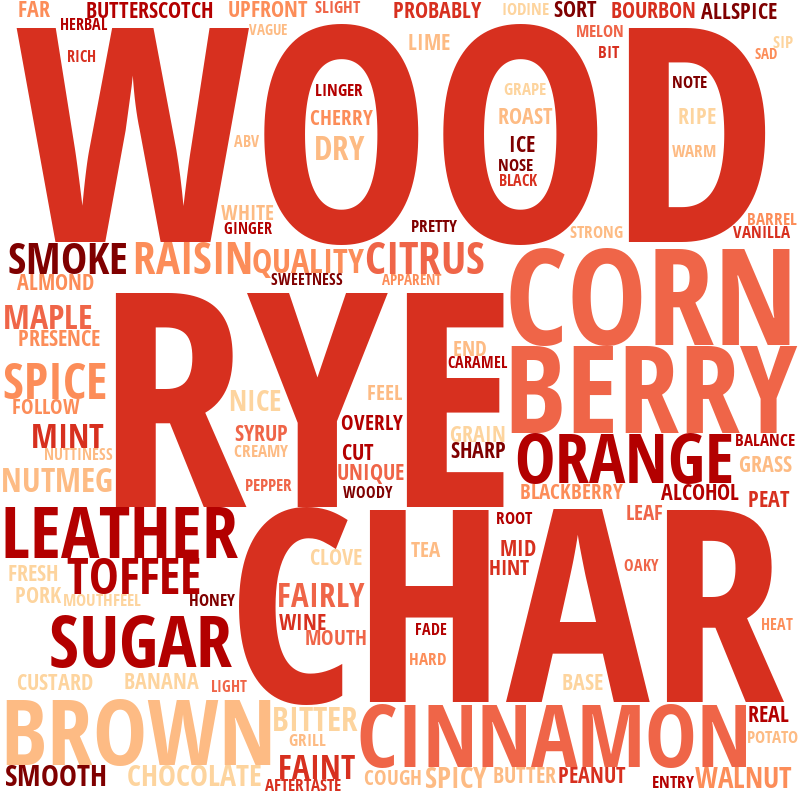 FAR
BUTTERSCOTCH
UPFRONT
SLIGHT
PROBABLY
IODINE
SORT
BOURBON
ALLSPICE
HERBAL
VAGUE
LIME
MELON
SIP
RICH
BIT
SAD
WOOD
LINGER
GRAPE
NOTE
CHERRY
ROAST
RIPE
ABV
DRY
ICE
WARM
NOSE
BLACK
WHITE
GINGER
PRETTY
STRONG
BARREL
VANILLA
SMOKE
RAISIN
QUALITY
CITRUS
ALMOND
SWEETNESS
APPARENT
CORN
MAPLE
PRESENCE
RYE
END
CARAMEL
BERRY
SPICE
FOLLOW
NICE
FEEL
MINT
SYRUP
OVERLY
GRAIN
NUTTINESS
CREAMY
CUT
SHARP
ORANGE
BALANCE
GRASS
NUTMEG
PEPPER
UNIQUE
WOODY
BLACKBERRY
ALCOHOL
PEAT
LEATHER
ROOT
LEAF
CHAR
FRESH
TOFFEE
CLOVE
TEA
MID
HINT
OAKY
PORK
MOUTHFEEL
HONEY
FAIRLY
SUGAR
WINE
MOUTH
FADE
HEAT
HARD
CUSTARD
BANANA
LIGHT
BASE
BROWN
BITTER
GRILL
CINNAMON
REAL
POTATO
SMOOTH
CHOCOLATE
FAINT
AFTERTASTE
COUGH
SPICY
BUTTER
PEANUT
ENTRY
WALNUT